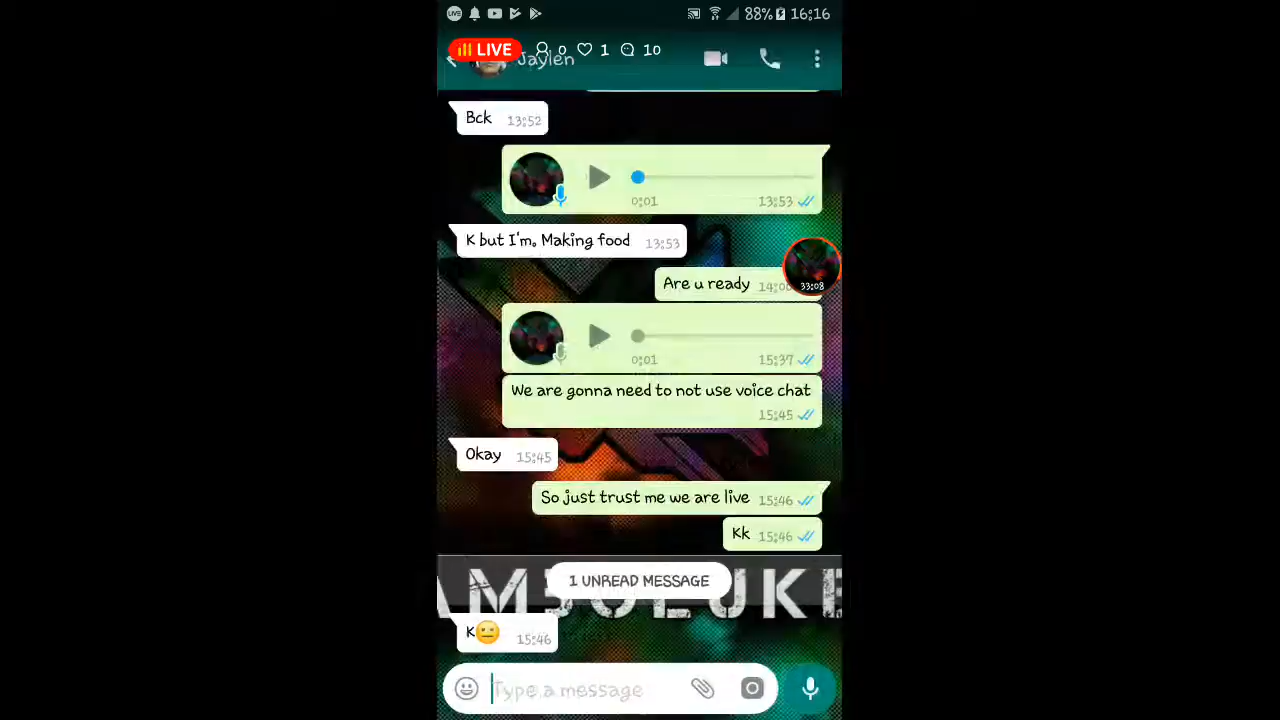 LIVE 88% 16:16
LIVE 0 1 10
Jaylen
Bck 13:52
0:01 13:53
K but I'm. Making food 13:53
Are u ready
33:08
0:01 15:37
We are gonna need to not use voice chat
15:45
Okay 15:45
So just trust me we are live 15:46
Kk 15:46
1 UNREAD MESSAGE
K😐 15:46
Type a message